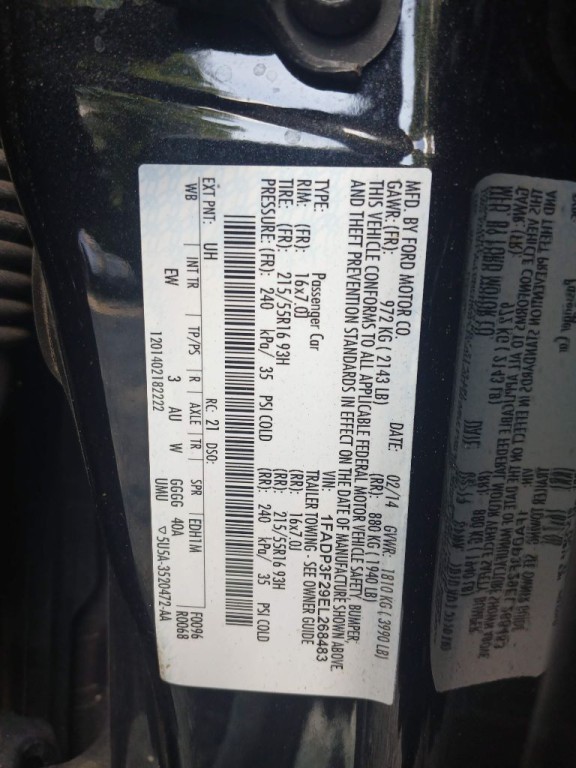 MFD. BY FORD MOTOR CO.
DATE: 02/14 GVWR: 1810 KG ( 3990 LB)
GAWR: (FR): 972 KG ( 2143 LB) (RR): 880 KG ( 1940 LB)
THIS VEHICLE CONFORMS TO ALL APPLICABLE FEDERAL MOTOR VEHICLE SAFETY, BUMPER,
AND THEFT PREVENTION STANDARDS IN EFFECT ON THE DATE OF MANUFACTURE SHOWN ABOVE.
VIN: 1FADP3F29EL268483
TYPE: Passenger Car TRAILER TOWING - SEE OWNER GUIDE
RIM: (FR): 16x7.0J (RR): 16x7.0J
TIRE: (FR): 215/55R16 93H (RR): 215/55R16 93H
PRESSURE: (FR): 240 kPa/ 35 PSI COLD (RR): 240 kPa/ 35 PSI COLD
EXT PNT: UH RC: 21 DSO: F0096
WB INT TR TP/PS R AXLE TR SPR EDH1M R0068
EW 3 AU W GGGG 40A
UMU
1201402182222 ▽5U5A-3520472-AA